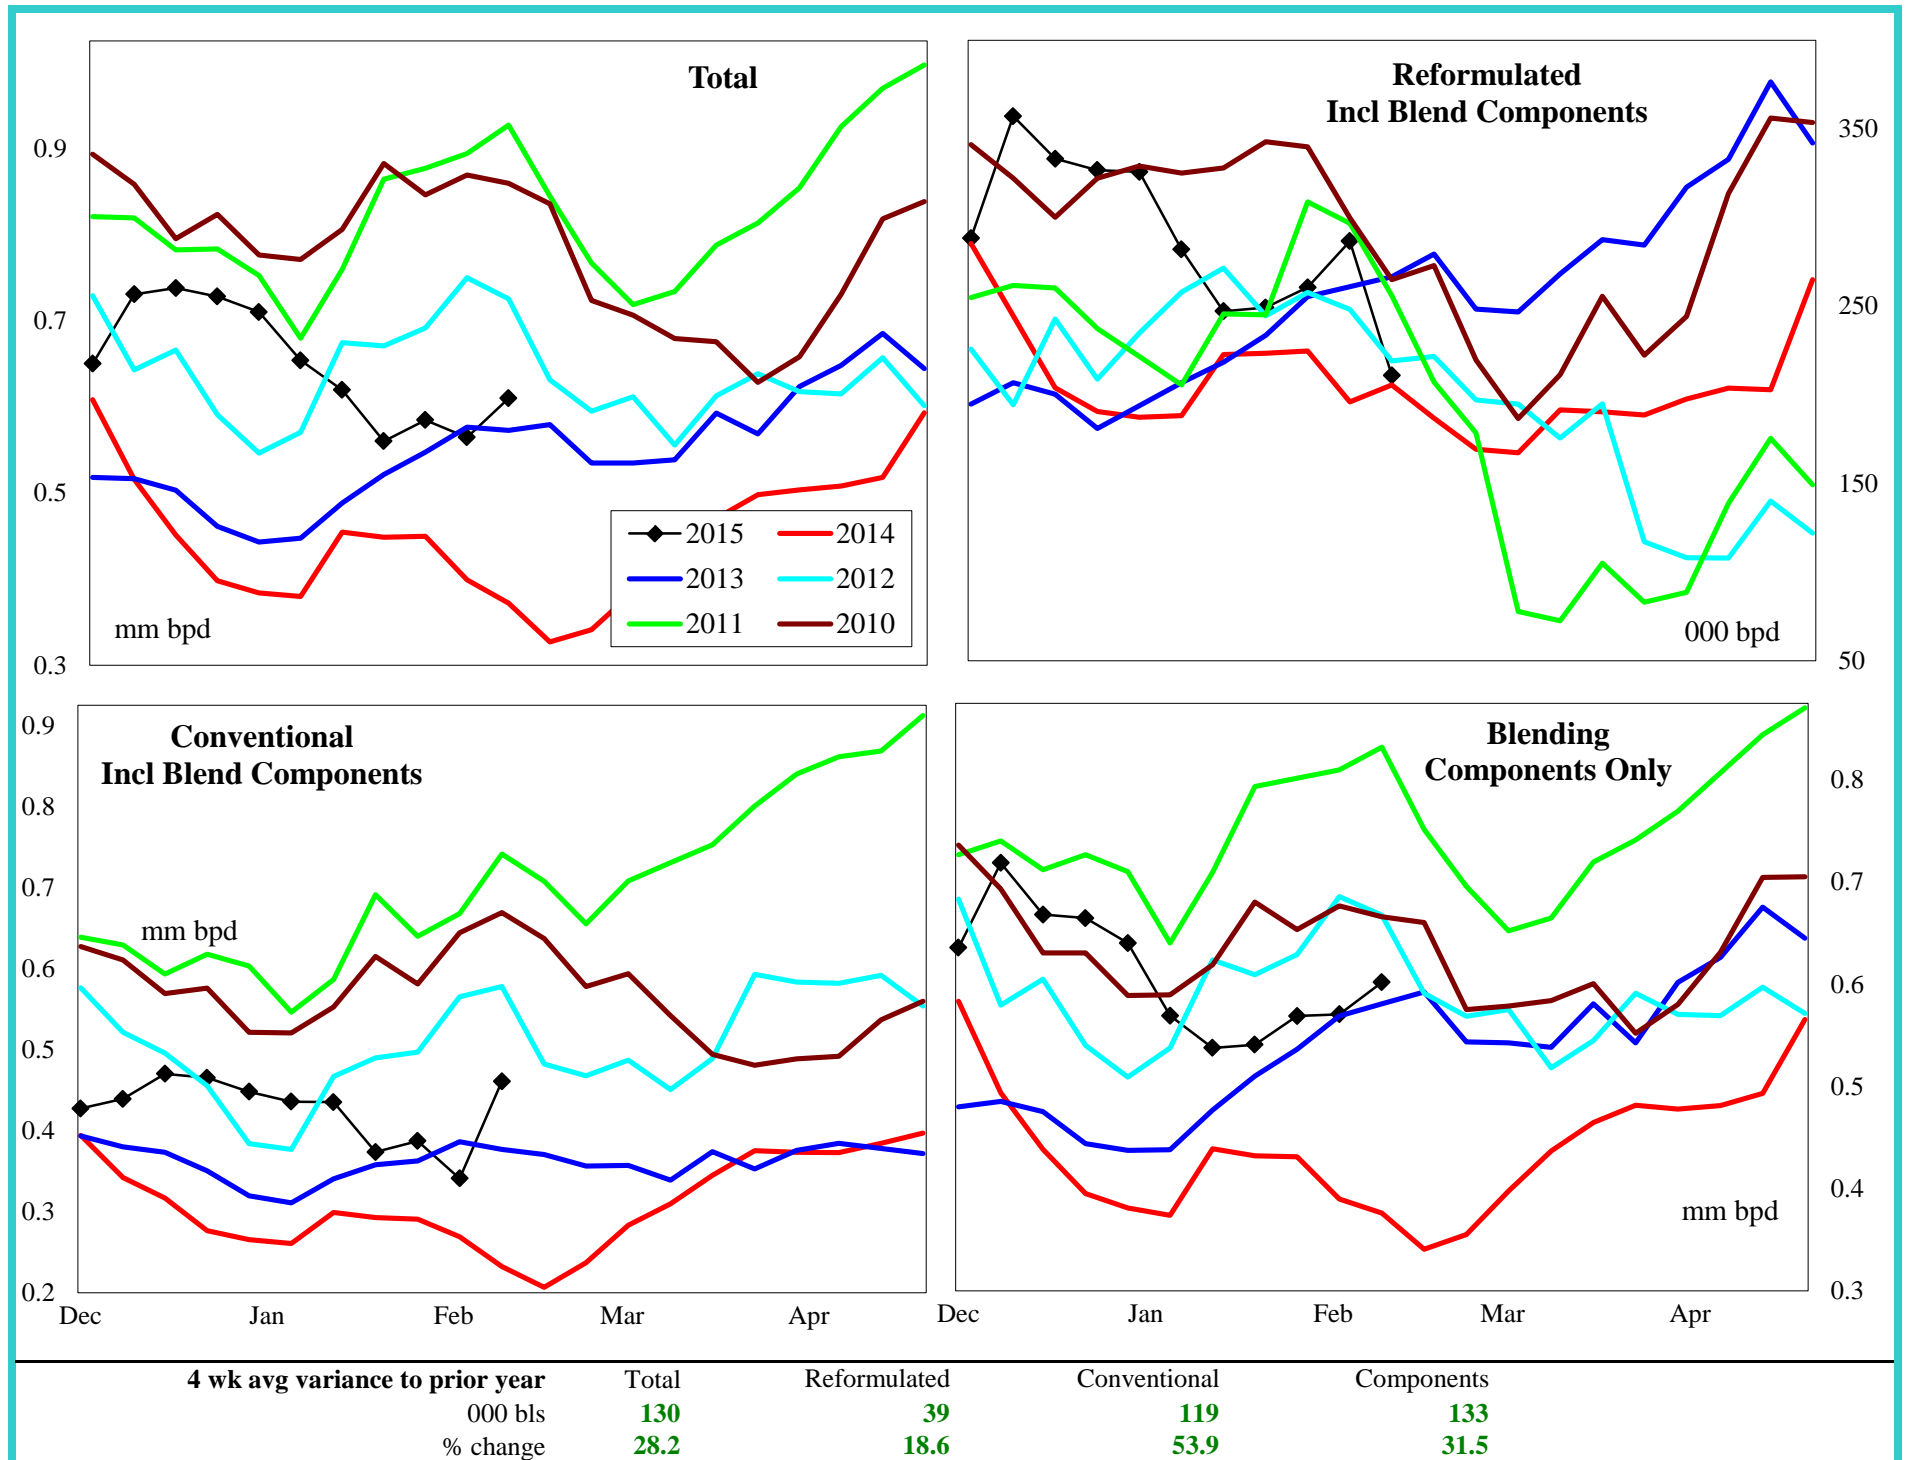 Total
0.9
0.7
0.5
0.3
mm bpd
2015 2014
2013 2012
2011 2010
Reformulated
Incl Blend Components
350
250
150
50
000 bpd
Conventional
Incl Blend Components
mm bpd
0.9
0.8
0.7
0.6
0.5
0.4
0.3
0.2
Dec Jan Feb Mar Apr
Blending
Components Only
0.8
0.7
0.6
0.5
0.4
0.3
mm bpd
Dec Jan Feb Mar Apr
4 wk avg variance to prior year Total Reformulated Conventional Components
000 bls 130 39 119 133
% change 28.2 18.6 53.9 31.5